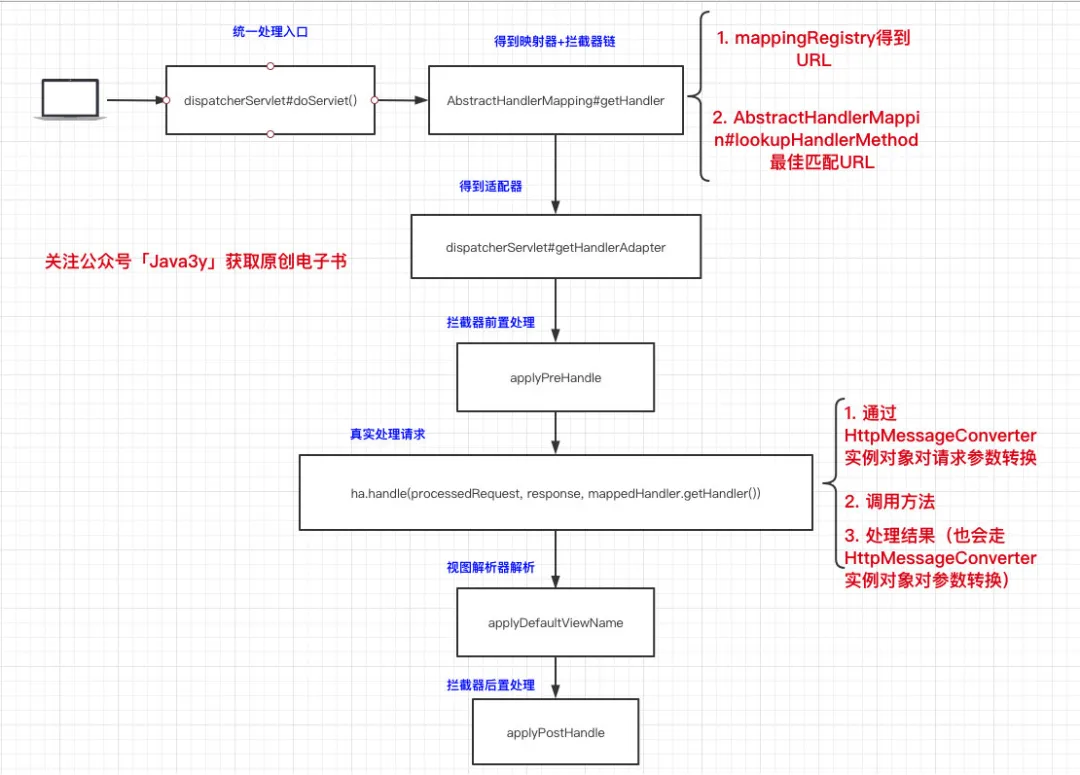 统一处理入口
得到映射器+拦截器链
1. mappingRegistry得到
URL
dispatcherServlet#doServiet()
AbstractHandlerMapping#getHandler
2. AbstractHandlerMappi
n#lookupHandlerMethod
最佳匹配URL
得到适配器
dispatcherServlet#getHandlerAdapter
关注公众号「Java3y」获取原创电子书
拦截器前置处理
applyPreHandle
真实处理请求
1. 通过
HttpMessageConverter
实例对象对请求参数转换
ha.handle(processedRequest, response, mappedHandler.getHandler())
2. 调用方法
3. 处理结果（也会走
HttpMessageConverter
实例对象对参数转换）
视图解析器解析
applyDefaultViewName
拦截器后置处理
applyPostHandle